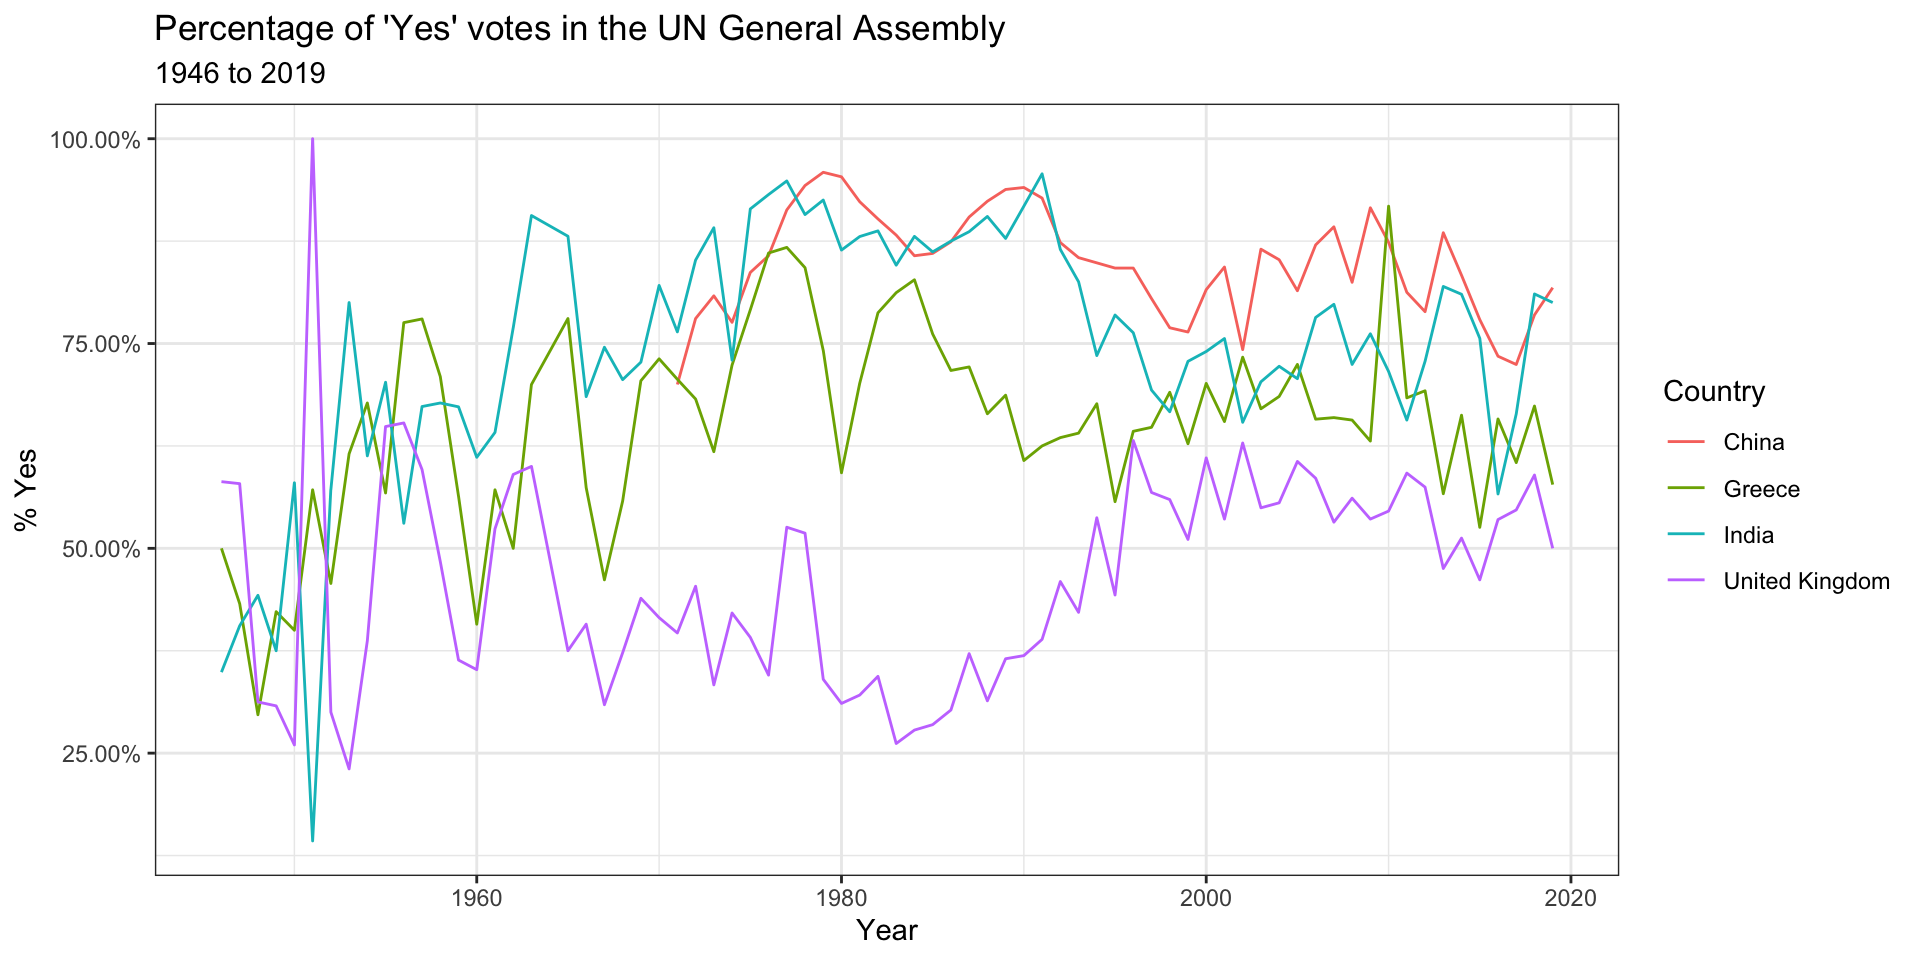 Percentage of 'Yes' votes in the UN General Assembly
1946 to 2019
% Yes
100.00%
75.00%
50.00%
25.00%
1960
1980
2000
2020
Year
Country
China
Greece
India
United Kingdom